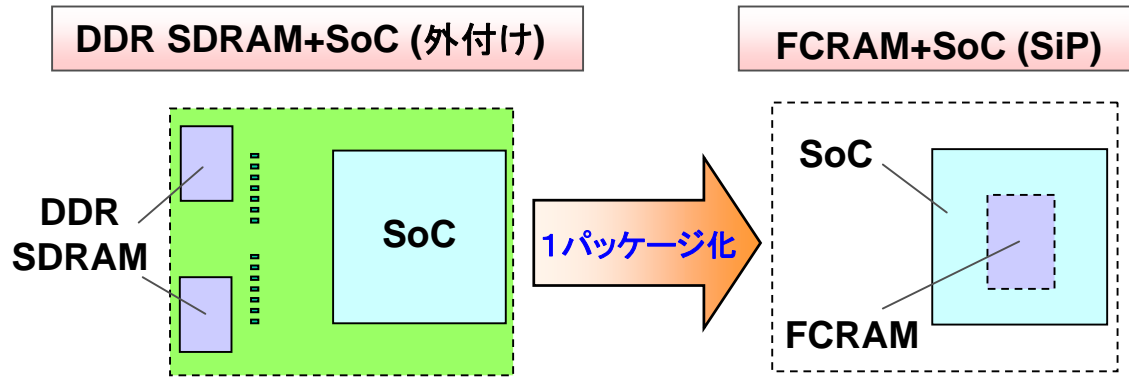 DDR SDRAM+SoC (外付け)
FCRAM+SoC (SiP)
DDR
SDRAM
SoC
1パッケージ化
SoC
FCRAM